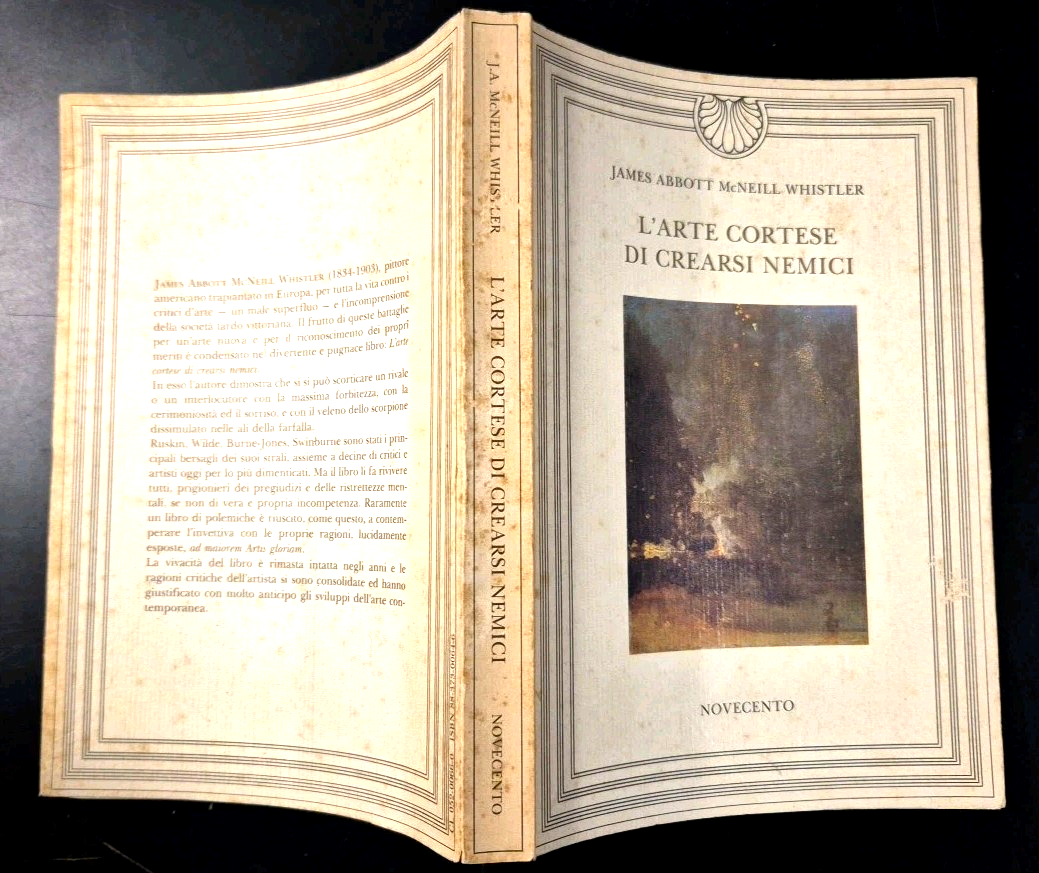 JAMES ABBOTT MCNEILL WHISTLER (1834-1903), pittore
americano trapiantato in Europa, per tutta la vita contro i
critici d'arte — un male superfluo — e l'incomprensione
della società tardo vittoriana. Il frutto di queste battaglie
per un'arte nuova e per il riconoscimento dei propri
meriti è condensato nel divertente e pugnace libro: L'arte
cortese di crearsi nemici.
In esso l'autore dimostra che si si può scorticare un rivale
o un interlocutore con la massima forbitezza, con la
cerimoniosità ed il sorriso, e con il veleno dello scorpione
dissimulato nelle ali della farfalla.
Ruskin, Wilde, Burne-Jones, Swinburne sono stati i prin-
cipali bersagli dei suoi strali, assieme a decine di critici e
artisti oggi per lo più dimenticati. Ma il libro li fa rivivere
tutti, prigionieri dei pregiudizi e delle ristrettezze men-
tali, se non di vera e propria incompetenza. Raramente
un libro di polemiche è riuscito, come questo, a contem-
perare l'invettiva con le proprie ragioni, lucidamente
esposte, ad maiorem Artis gloriam.
La vivacità del libro è rimasta intatta negli anni e le
ragioni critiche dell'artista si sono consolidate ed hanno
giustificato con molto anticipo gli sviluppi dell'arte con-
temporanea.
ISBN
J.A. McNEILL WHISTLER
L'ARTE CORTESE DI CREARSI NEMICI
NOVECENTO
JAMES ABBOTT McNEILL WHISTLER
L'ARTE CORTESE
DI CREARSI NEMICI
NOVECENTO